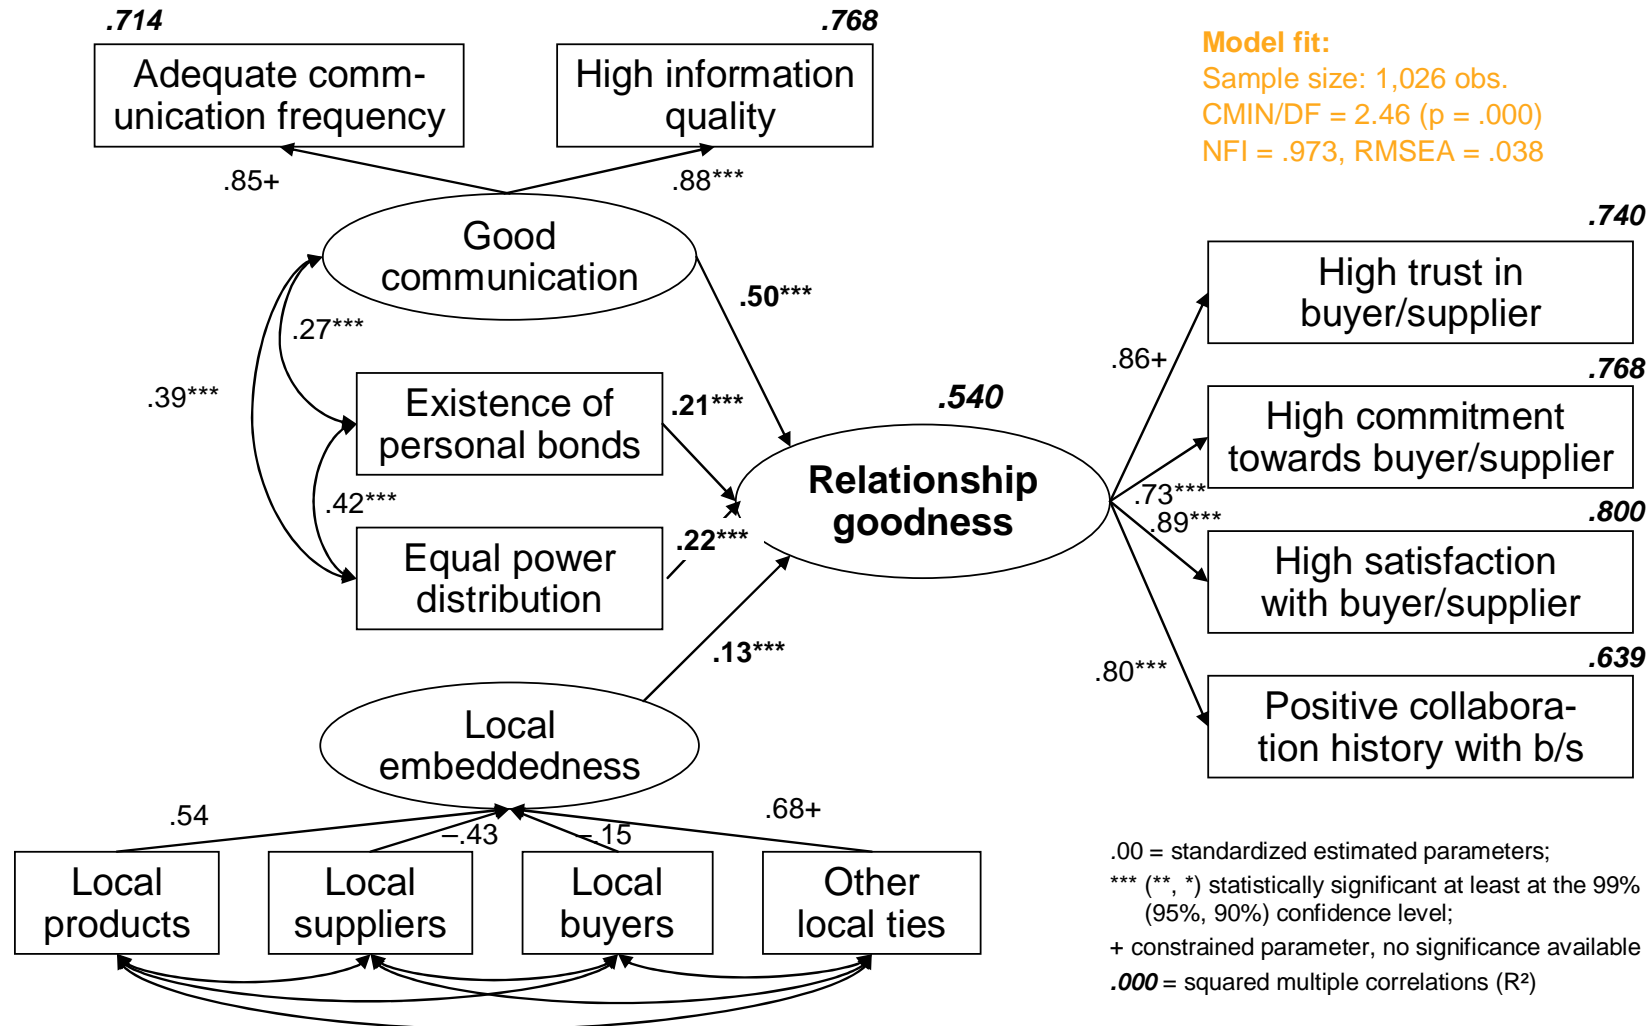 .714
.768
Adequate comm-
unication frequency
High information
quality
Model fit:
Sample size: 1,026 obs.
CMIN/DF = 2.46 (p = .000)
NFI = .973, RMSEA = .038
.85+
.88***
Good
communication
.740
High trust in
buyer/supplier
.50***
.27***
.86+
.39***
Existence of
personal bonds
.21***
.540
.768
High commitment
towards buyer/supplier
Relationship
goodness
.42***
.73***
.89***
.800
.22***
Equal power
distribution
High satisfaction
with buyer/supplier
.13***
.80***
.639
Positive collabora-
tion history with b/s
Local
embeddedness
.54
–.43
–.15
.68+
Local
products
Local
suppliers
Local
buyers
Other
local ties
.00 = standardized estimated parameters;
*** (**, *) statistically significant at least at the 99%
(95%, 90%) confidence level;
+ constrained parameter, no significance available
.000 = squared multiple correlations (R²)